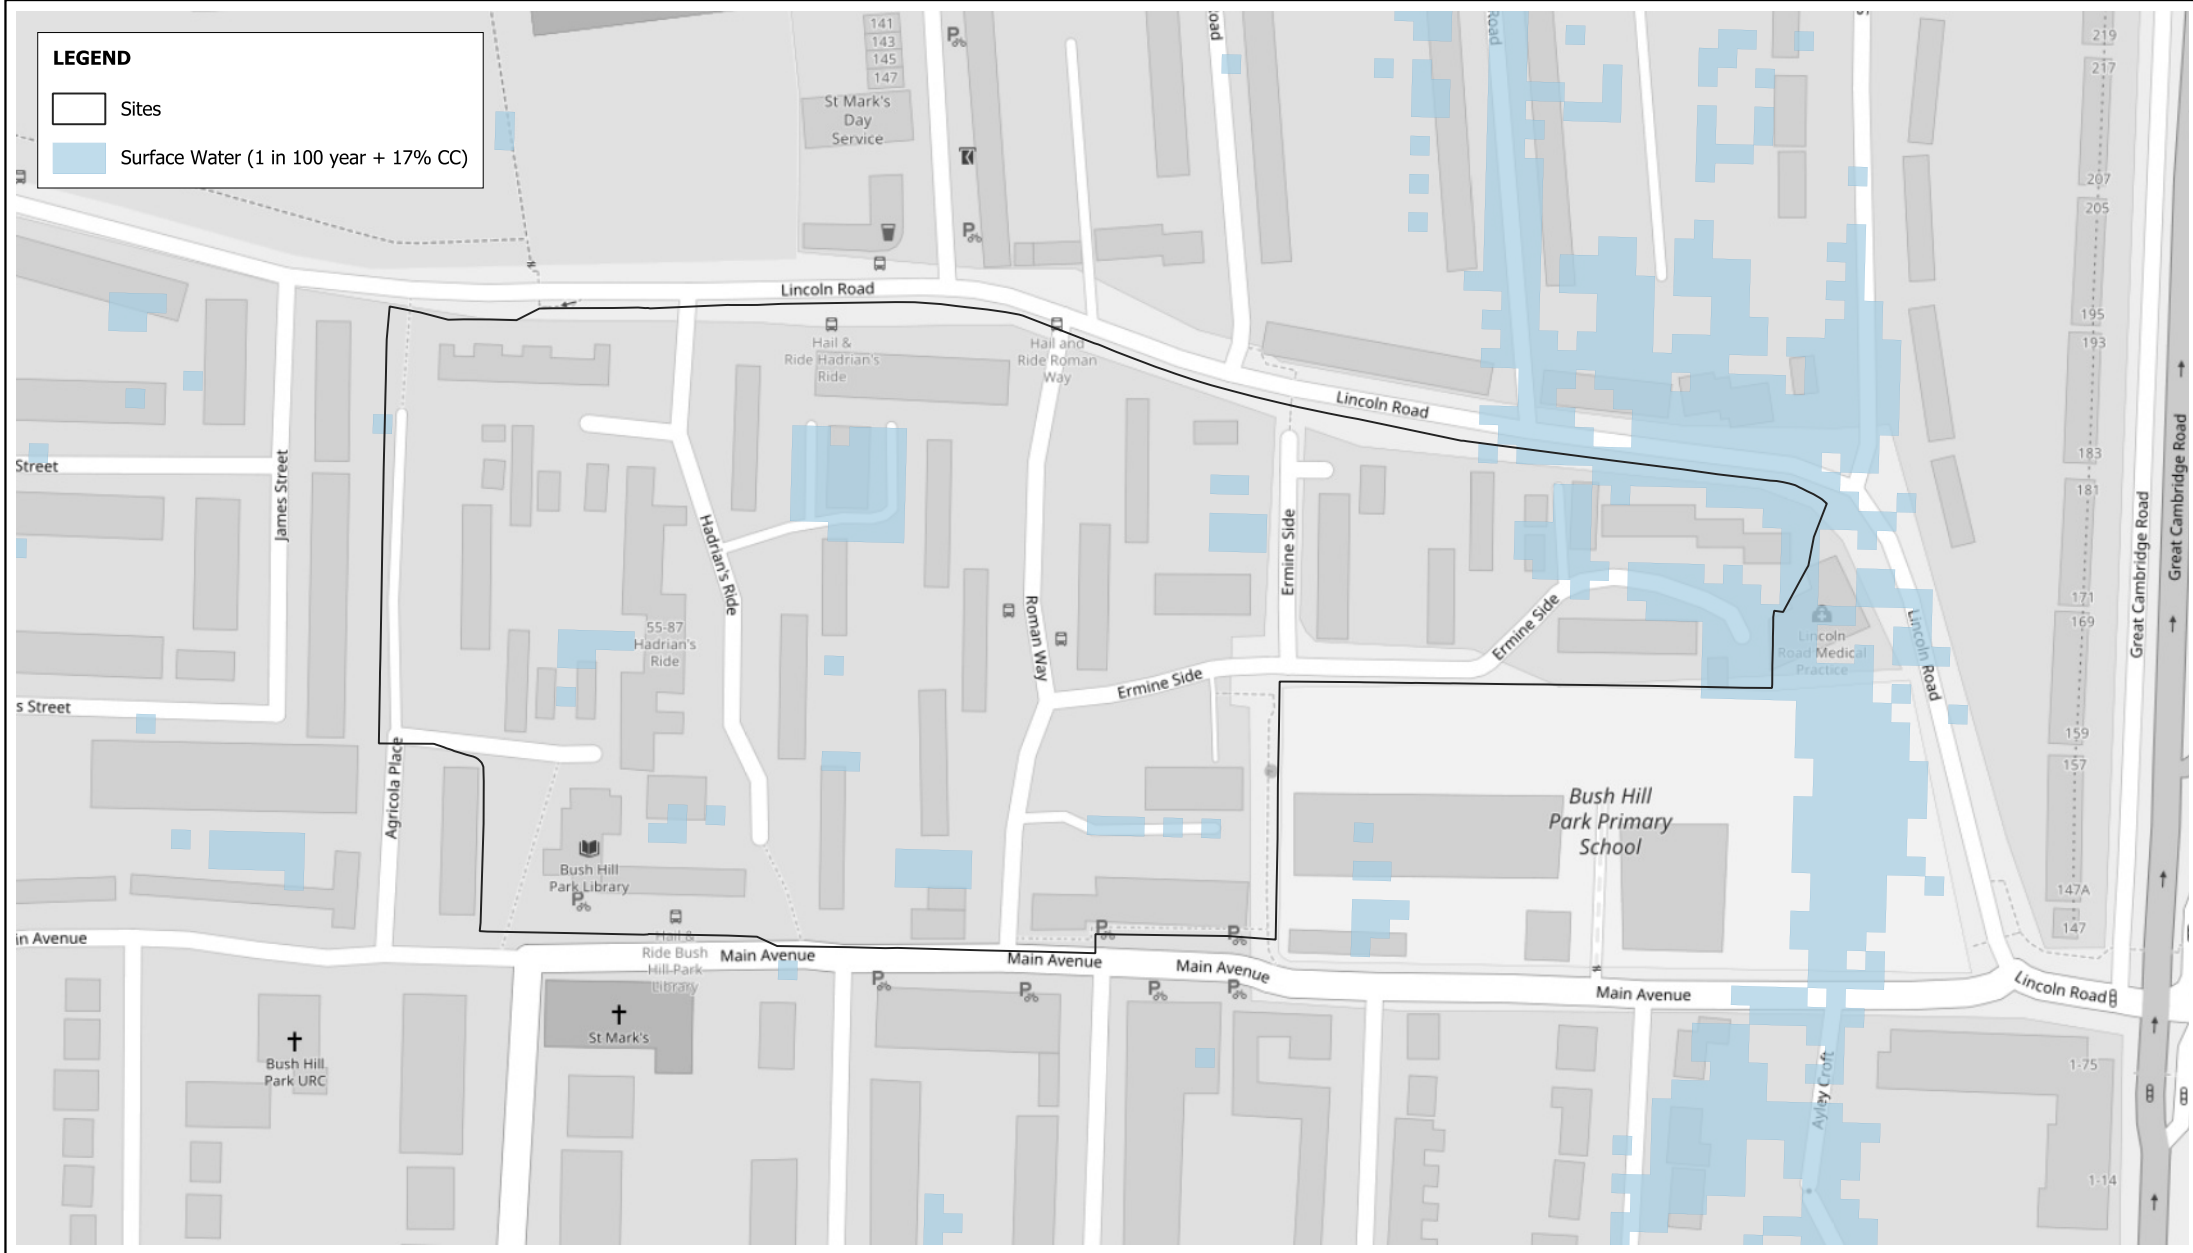 LEGEND
Sites
Surface Water (1 in 100 year + 17% CC)
141
143
145
147
St Mark's
Day
Service
Road
Road
219
217
207
205
195
193
183
181
171
169
159
157
147A
147
Lincoln Road
Hail &
Ride Hadrian's
Ride
Hail and
Ride Roman
Way
Lincoln Road
Street
James Street
Hadrian's Ride
Roman Way
Ermine Side
Ermine Side
Ermine Side
55-87
Hadrian's
Ride
Lincoln
Road Medical
Practice
Lincoln Road
Great Cambridge Road
Great Cambridge Road
s Street
Agricola Place
Bush Hill
Park Primary
School
Bush Hill
Park Library
in Avenue
Hail &
Ride Bush
Hill Park
Library
Main Avenue
Main Avenue
Main Avenue
Main Avenue
Lincoln Road
St Mark's
Bush Hill
Park URC
Ayley Croft
1-75
1-14